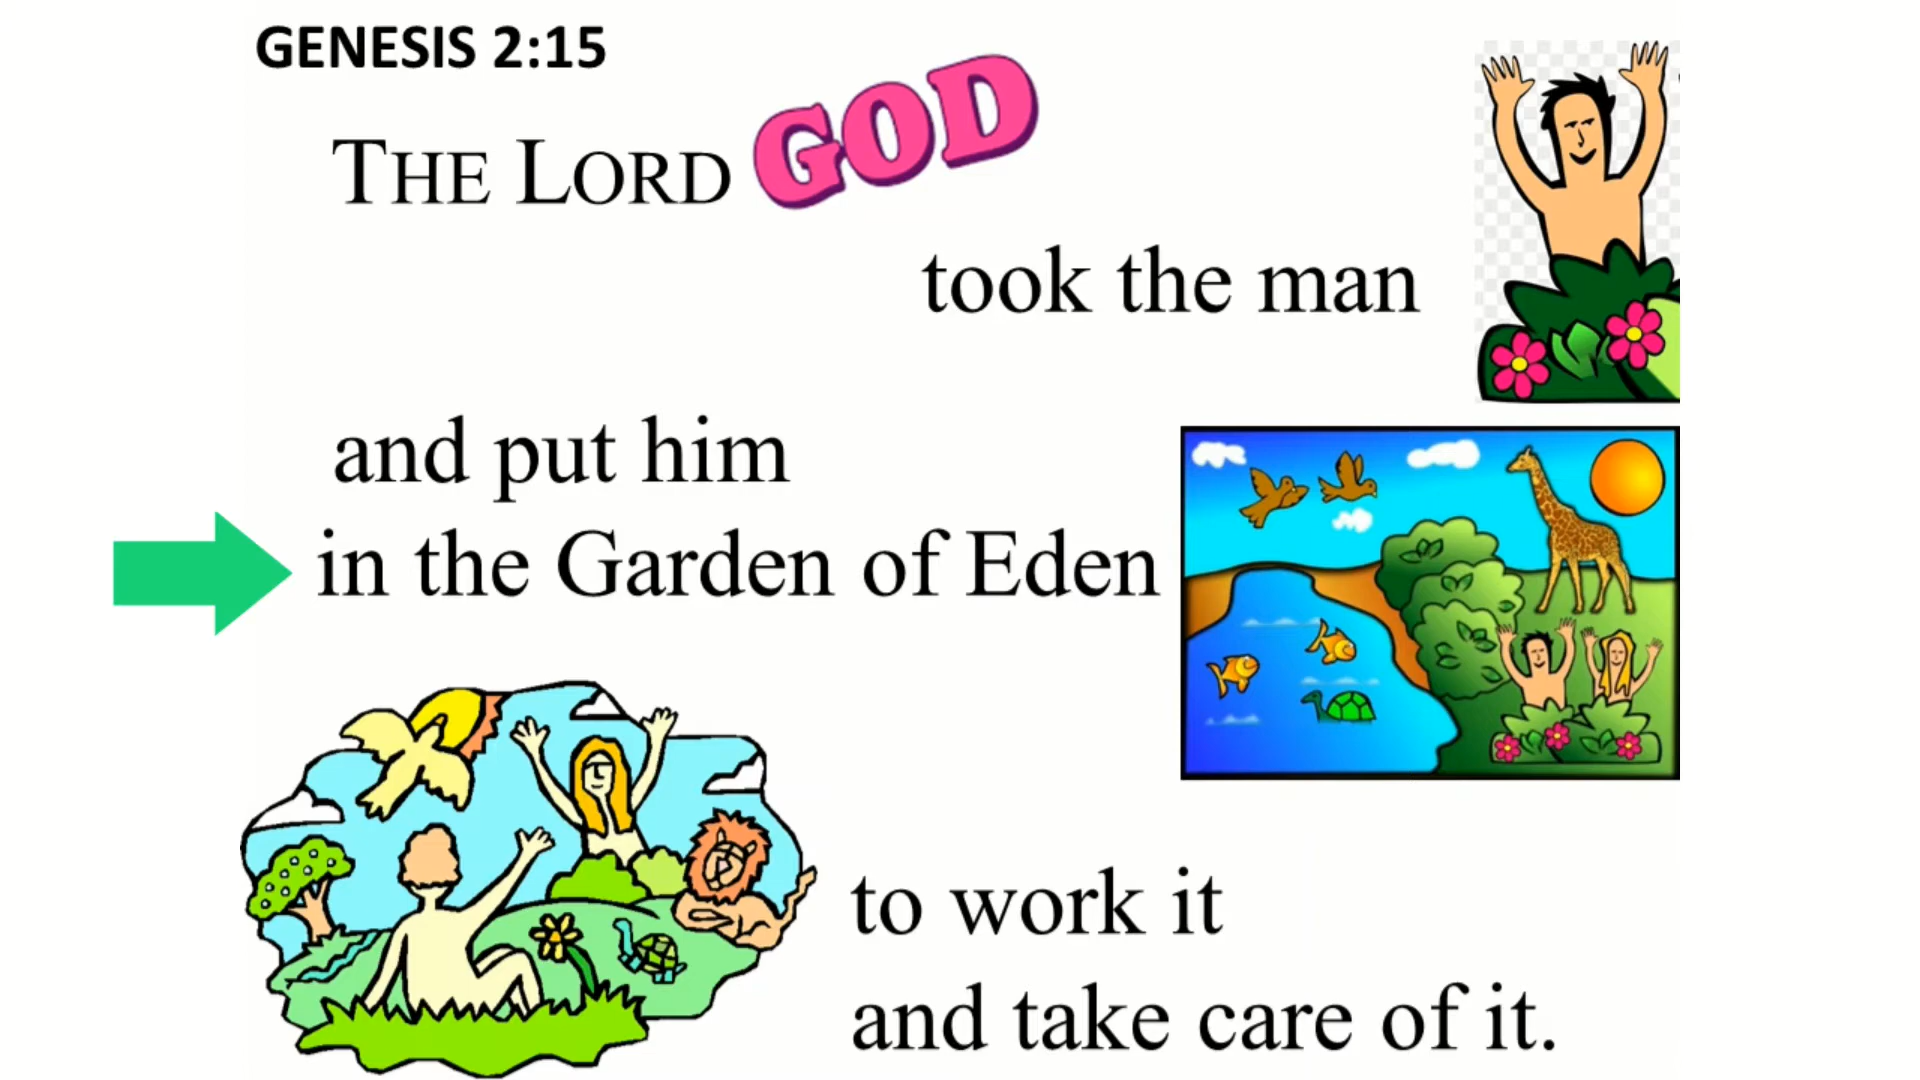 GENESIS 2:15
THE LORD GOD
took the man
and put him
in the Garden of Eden
to work it
and take care of it.